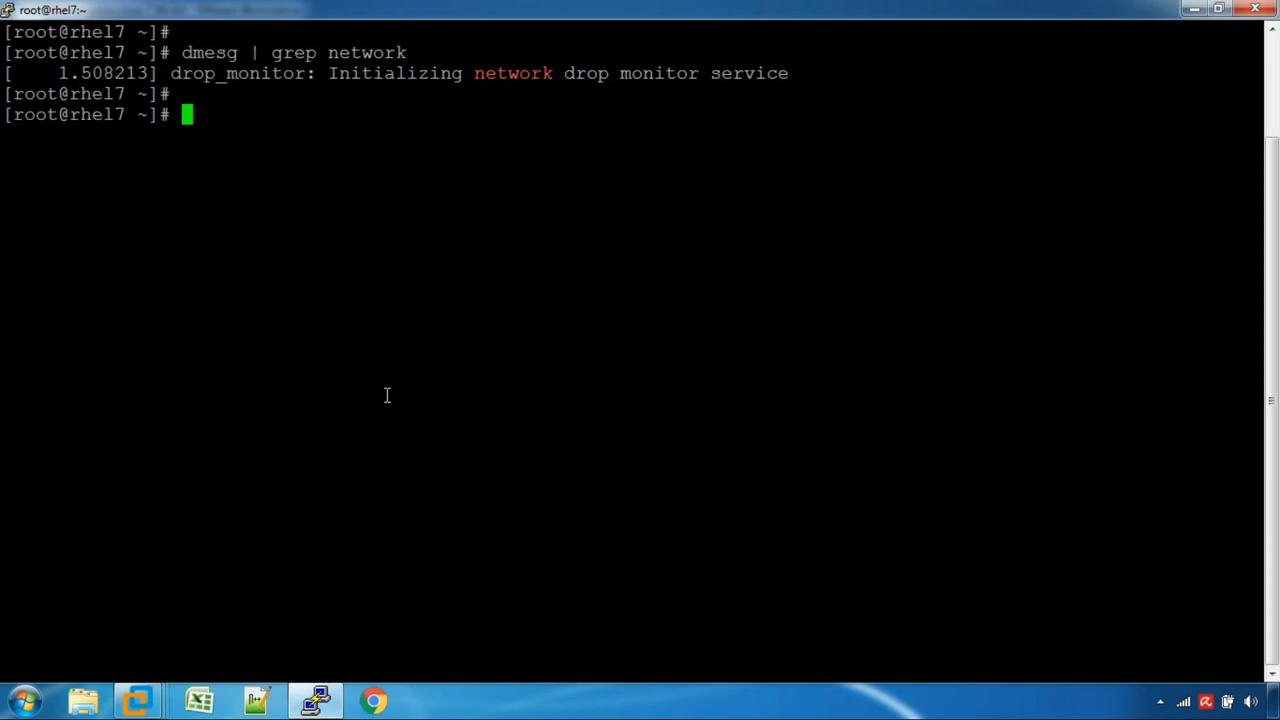 root@rhel7:~
[root@rhel7 ~]#
[root@rhel7 ~]# dmesg | grep network
[    1.508213] drop_monitor: Initializing network drop monitor service
[root@rhel7 ~]#
[root@rhel7 ~]#